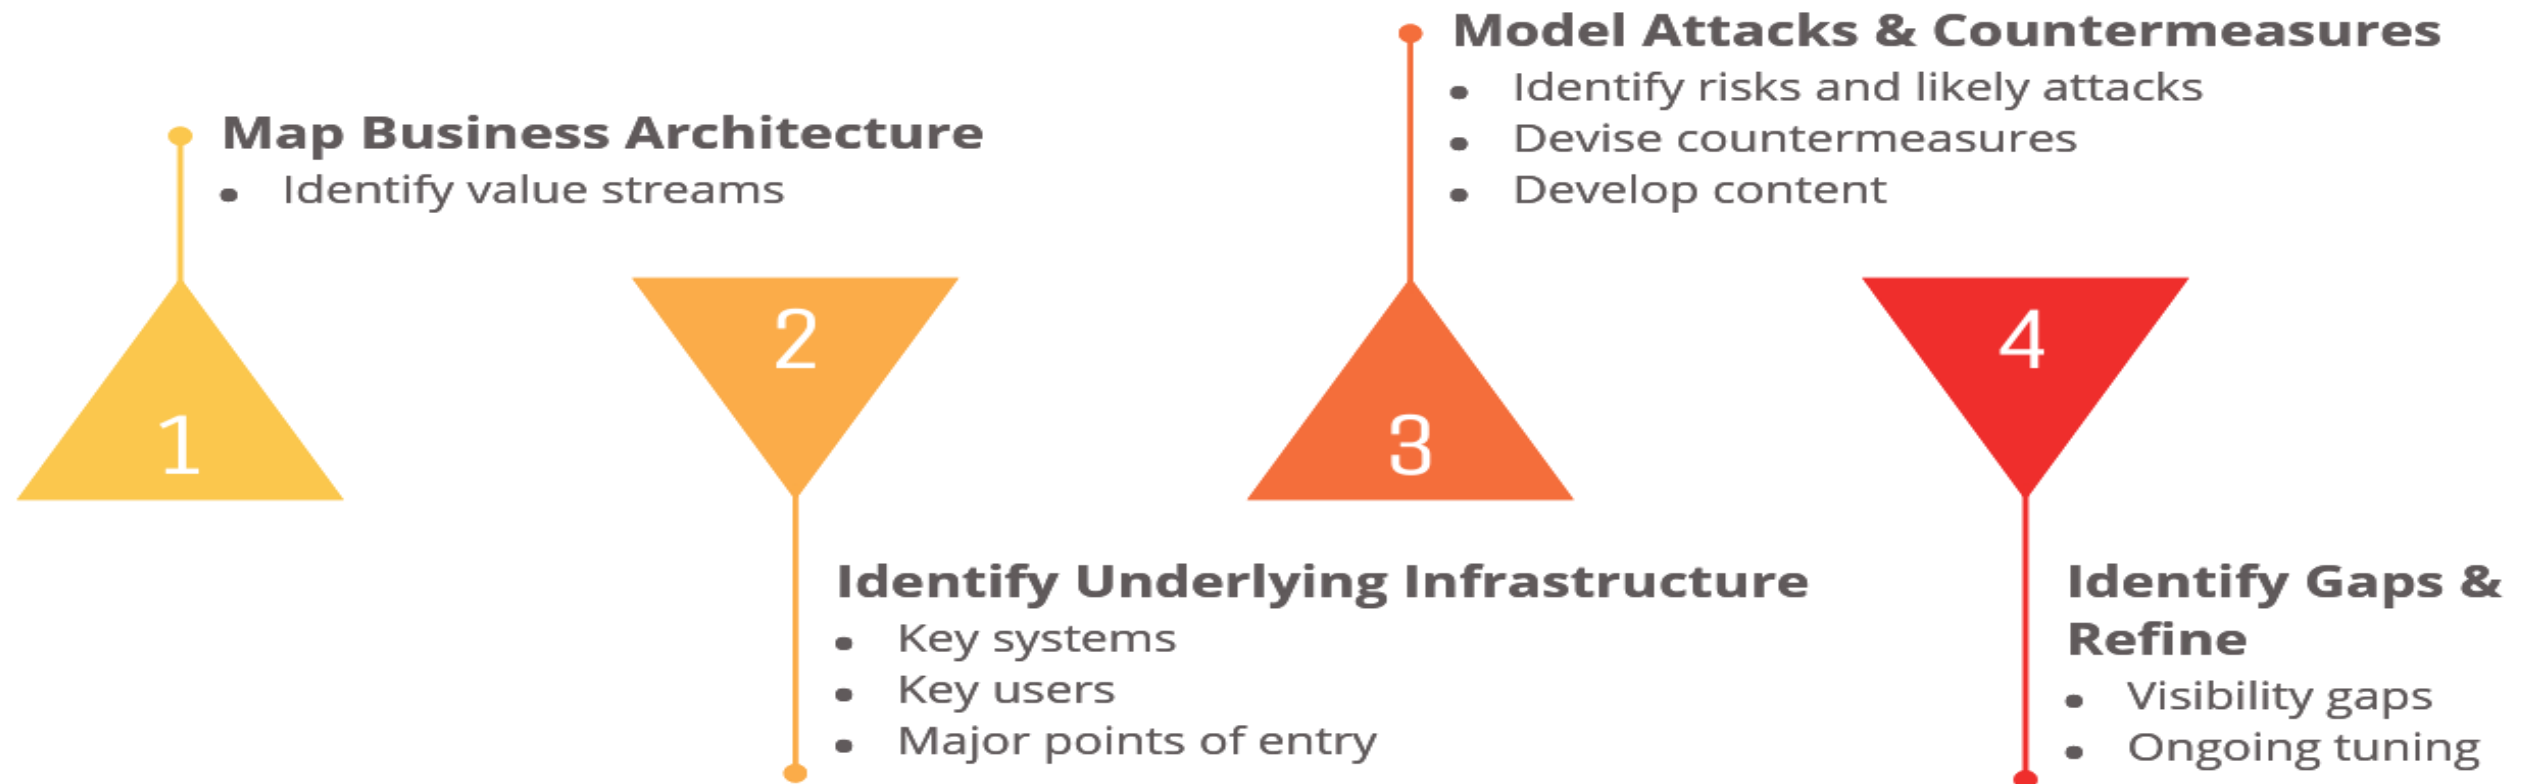 1
Map Business Architecture
• Identify value streams
2
Identify Underlying Infrastructure
• Key systems
• Key users
• Major points of entry
3
Model Attacks & Countermeasures
• Identify risks and likely attacks
• Devise countermeasures
• Develop content
4
Identify Gaps &
Refine
• Visibility gaps
• Ongoing tuning